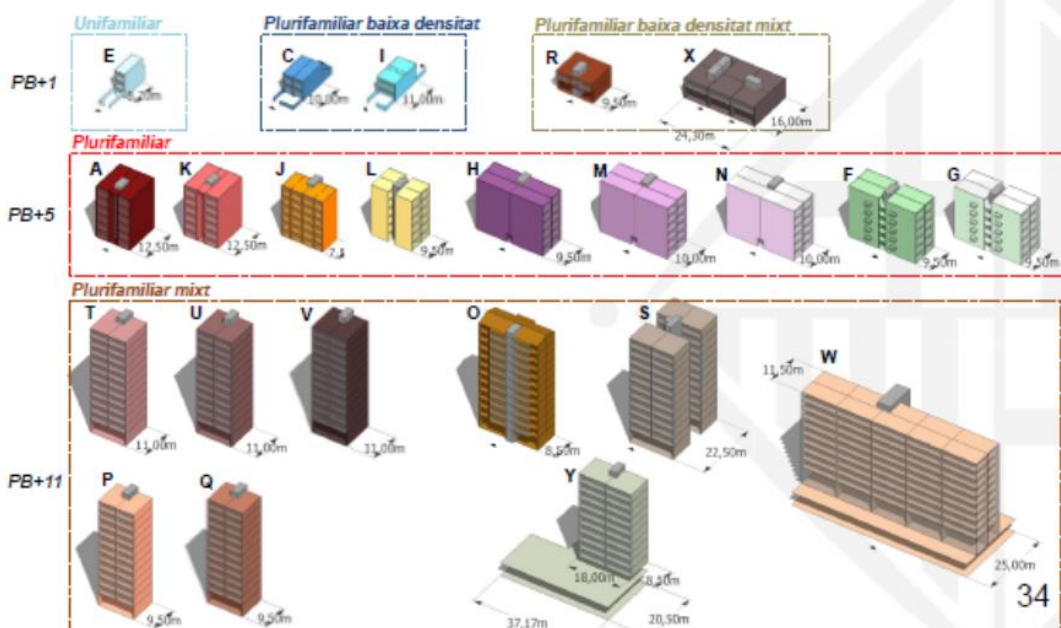 Unifamiliar
Plurifamiliar baixa densitat
Plurifamiliar baixa densitat mixt
PB+1
E
C
10,00m
I
11,00m
R
9,50m
X
24,30m
16,00m
Plurifamiliar
PB+5
A
12,50m
K
12,50m
J
L
9,50m
H
9,50m
M
10,00m
N
10,00m
F
9,50m
G
9,50m
Plurifamiliar mixt
PB+11
T
11,00m
U
11,00m
V
11,00m
O
8,50m
S
22,50m
W
11,50m
25,00m
P
9,50m
Q
9,50m
Y
18,00m
8,50m
37,17m
20,50m
34